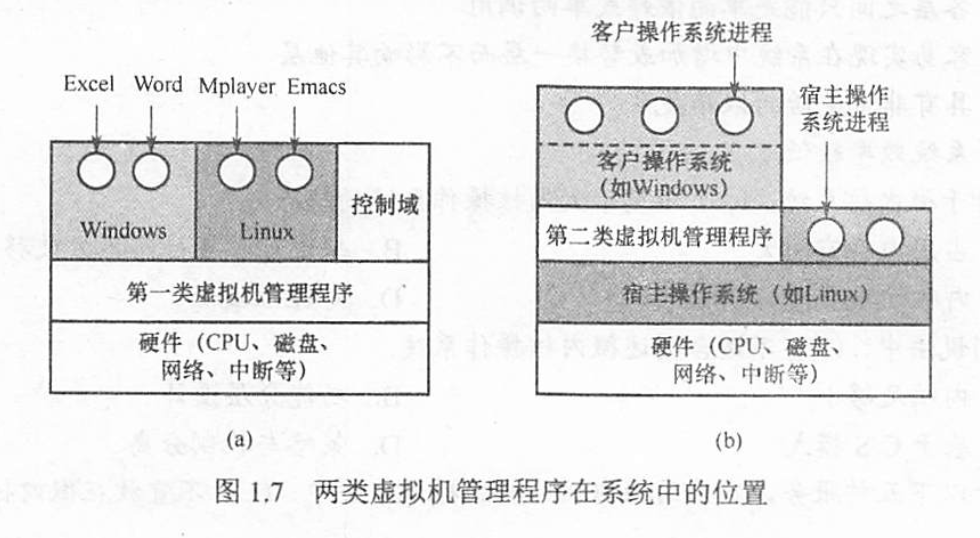 Excel Word Mplayer Emacs
Windows
Linux
控制域
第一类虚拟机管理程序
硬件（CPU、磁盘、
网络、中断等）
(a)
客户操作系统进程
宿主操作
系统进程
客户操作系统
（如Windows）
第二类虚拟机管理程序
宿主操作系统（如Linux）
硬件（CPU、磁盘、
网络、中断等）
(b)
图 1.7 两类虚拟机管理程序在系统中的位置